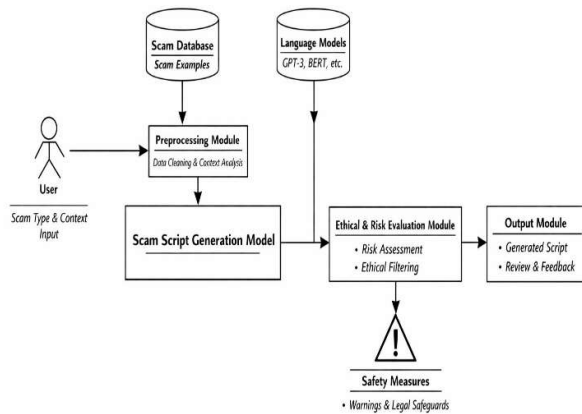 Scam Database
Scam Examples
Language Models
GPT-3, BERT, etc.
Preprocessing Module
Data Cleaning & Context Analysis
User
Scam Type & Context
Input
Scam Script Generation Model
Ethical & Risk Evaluation Module
• Risk Assessment
• Ethical Filtering
Output Module
• Generated Script
• Review & Feedback
!
Safety Measures
• Warnings & Legal Safeguards